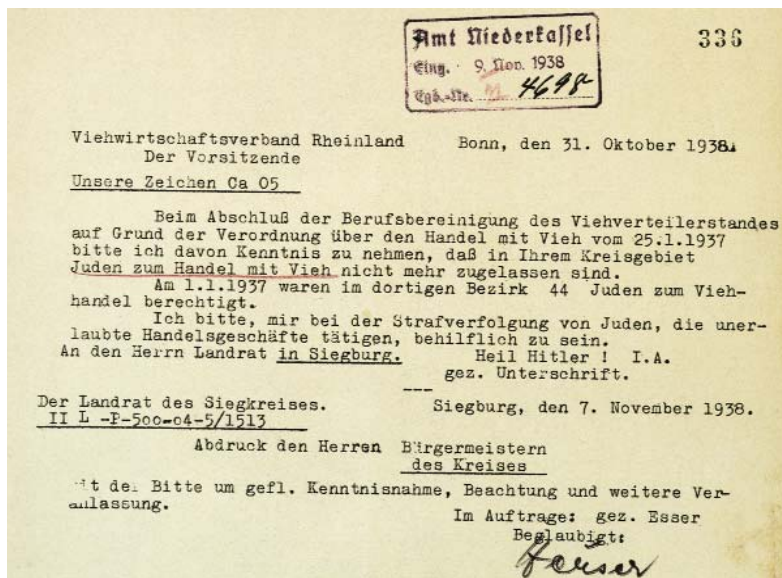 Amt Niederkassel
Eing. 9. Nov. 1938
Tgb.-Nr. 4698
336
Viehwirtschaftsverband Rheinland Bonn, den 31. Oktober 1938.
Der Vorsitzende
Unsere Zeichen Ca 05
Beim Abschluß der Berufsbereinigung des Viehverteilerstandes
auf Grund der Verordnung über den Handel mit Vieh vom 25.1.1937
bitte ich davon Kenntnis zu nehmen, daß in Ihrem Kreisgebiet
Juden zum Handel mit Vieh nicht mehr zugelassen sind.
Am 1.1.1937 waren im dortigen Bezirk 44 Juden zum Vieh-
handel berechtigt.
Ich bitte, mir bei der Strafverfolgung von Juden, die uner-
laubte Handelsgeschäfte tätigen, behilflich zu sein.
An den Herrn Landrat in Siegburg. Heil Hitler ! I.A.
gez. Unterschrift.
Der Landrat des Siegkreises. Siegburg, den 7. November 1938.
II L -P-500-04-5/1513
Abdruck den Herren Bürgermeistern
des Kreises
mit der Bitte um gefl. Kenntnisnahme, Beachtung und weitere Ver-
anlassung.
Im Auftrage: gez. Esser
Beglaubigt: